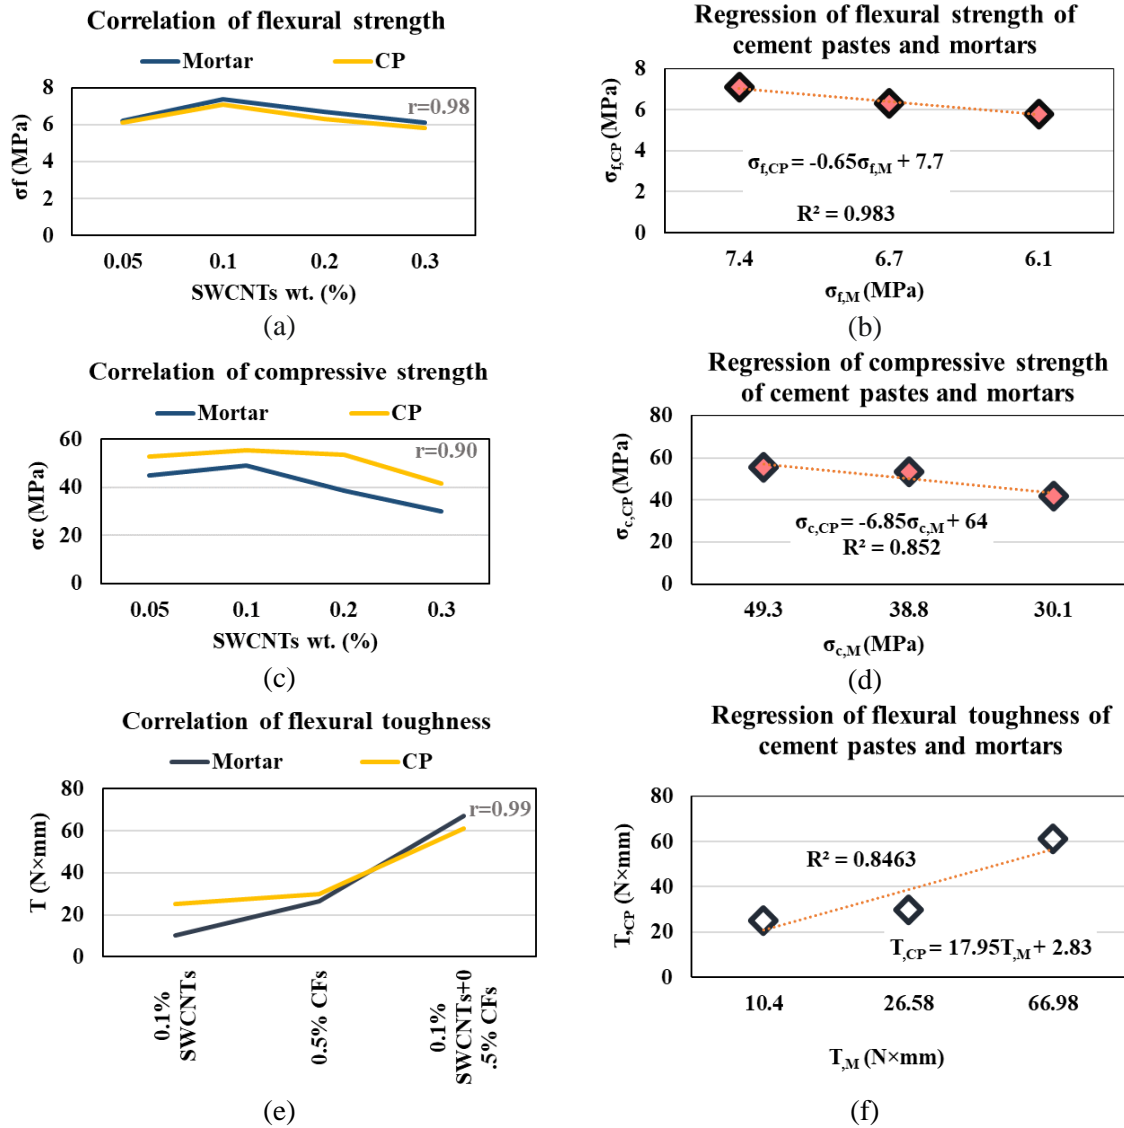 Correlation of flexural strength
Mortar CP
r=0.98
8
6
4
2
0
σf (MPa)
0.05 0.1 0.2 0.3
SWCNTs wt. (%)
(a)
Regression of flexural strength of
cement pastes and mortars
8
6
4
2
0
σf,CP (MPa)
σf,CP = -0.65σf,M + 7.7
R² = 0.983
7.4 6.7 6.1
σf,M (MPa)
(b)
Correlation of compressive strength
Mortar CP
r=0.90
60
40
20
0
σc (MPa)
0.05 0.1 0.2 0.3
SWCNTs wt. (%)
(c)
Regression of compressive strength
of cement pastes and mortars
80
60
40
20
0
σc,CP (MPa)
σc,CP = -6.85σc,M + 64
R² = 0.852
49.3 38.8 30.1
σc,M (MPa)
(d)
Correlation of flexural toughness
Mortar CP
r=0.99
80
60
40
20
0
T (N×mm)
0.1%
SWCNTs
0.5% CFs
0.1%
SWCNTs+0
.5% CFs
(e)
Regression of flexural toughness of
cement pastes and mortars
80
60
40
20
0
T,CP (N×mm)
R² = 0.8463
T,CP = 17.95T,M + 2.83
10.4 26.58 66.98
T,M (N×mm)
(f)